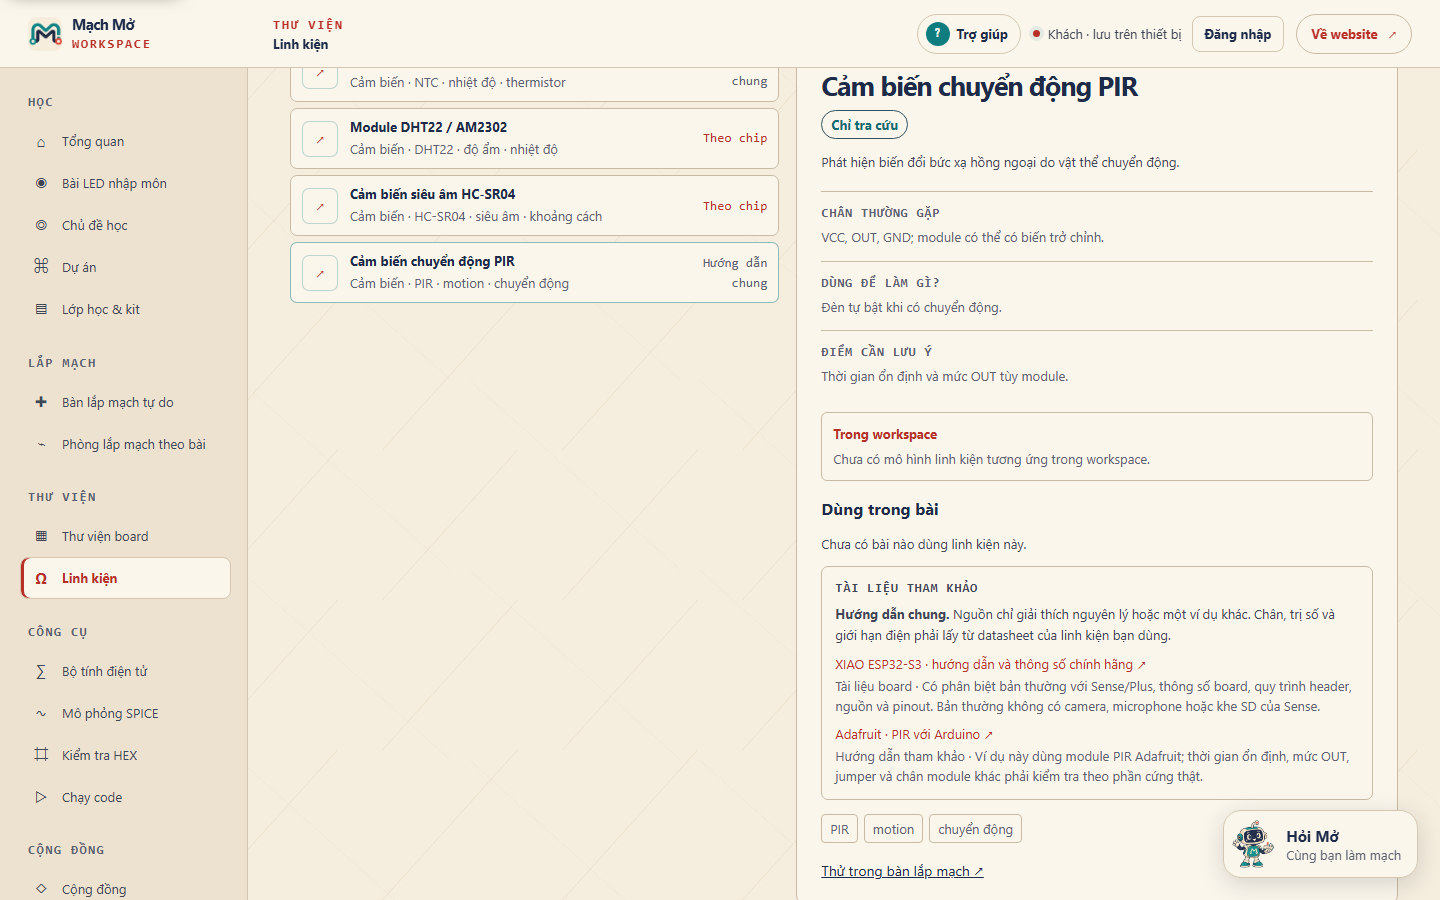 Mạch Mở
WORKSPACE
THƯ VIỆN
Linh kiện
? Trợ giúp
Khách · lưu trên thiết bị
Đăng nhập
Về website ↗
HỌC
Tổng quan
Bài LED nhập môn
Chủ đề học
Dự án
Lớp học & kit
LẮP MẠCH
Bàn lắp mạch tự do
Phòng lắp mạch theo bài
THƯ VIỆN
Thư viện board
Linh kiện
CÔNG CỤ
Bộ tính điện tử
Mô phỏng SPICE
Kiểm tra HEX
Chạy code
CỘNG ĐỒNG
Cộng đồng
Cảm biến · NTC · nhiệt độ · thermistor
chung
Module DHT22 / AM2302
Cảm biến · DHT22 · độ ẩm · nhiệt độ
Theo chip
Cảm biến siêu âm HC-SR04
Cảm biến · HC-SR04 · siêu âm · khoảng cách
Theo chip
Cảm biến chuyển động PIR
Cảm biến · PIR · motion · chuyển động
Hướng dẫn
chung
Cảm biến chuyển động PIR
Chỉ tra cứu
Phát hiện biến đổi bức xạ hồng ngoại do vật thể chuyển động.
CHÂN THƯỜNG GẶP
VCC, OUT, GND; module có thể có biến trở chỉnh.
DÙNG ĐỂ LÀM GÌ?
Đèn tự bật khi có chuyển động.
ĐIỂM CẦN LƯU Ý
Thời gian ổn định và mức OUT tùy module.
Trong workspace
Chưa có mô hình linh kiện tương ứng trong workspace.
Dùng trong bài
Chưa có bài nào dùng linh kiện này.
TÀI LIỆU THAM KHẢO
Hướng dẫn chung. Nguồn chỉ giải thích nguyên lý hoặc một ví dụ khác. Chân, trị số và
giới hạn điện phải lấy từ datasheet của linh kiện bạn dùng.
XIAO ESP32-S3 · hướng dẫn và thông số chính hãng ↗
Tài liệu board · Có phân biệt bản thường với Sense/Plus, thông số board, quy trình header,
nguồn và pinout. Bản thường không có camera, microphone hoặc khe SD của Sense.
Adafruit · PIR với Arduino ↗
Hướng dẫn tham khảo · Ví dụ này dùng module PIR Adafruit; thời gian ổn định, mức OUT,
jumper và chân module khác phải kiểm tra theo phần cứng thật.
PIR
motion
chuyển động
Thử trong bàn lắp mạch ↗
Hỏi Mở
Cùng bạn làm mạch